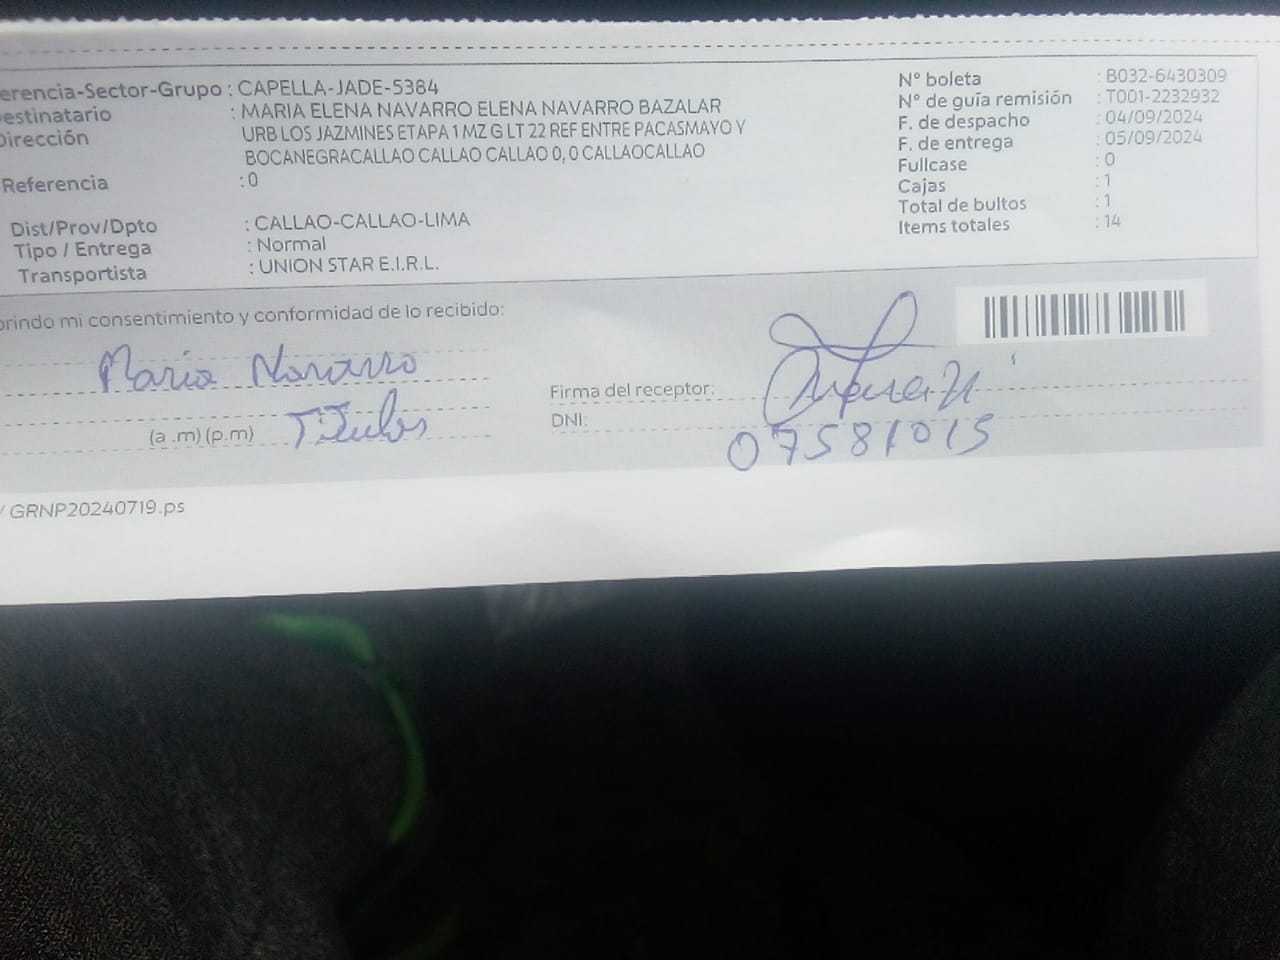 erencia-Sector-Grupo : CAPELLA-JADE-5384
estinatario : MARIA ELENA NAVARRO ELENA NAVARRO BAZALAR
Dirección URB LOS JAZMINES ETAPA 1 MZ G LT 22 REF ENTRE PACASMAYO Y
BOCANEGRACALLAO CALLAO CALLAO 0, 0 CALLAOCALLAO
Referencia : 0
Dist/Prov/Dpto : CALLAO-CALLAO-LIMA
Tipo / Entrega : Normal
Transportista : UNION STAR E.I.R.L.
N° boleta : B032-6430309
N° de guía remisión : T001-2232932
F. de despacho : 04/09/2024
F. de entrega : 05/09/2024
Fullcase : 0
Cajas : 1
Total de bultos : 1
Items totales : 14
brindo mi consentimiento y conformidad de lo recibido:
Maria Navarro
(a .m) (p.m)
Firma del receptor:
DNI: 07581015
/ GRNP20240719.ps